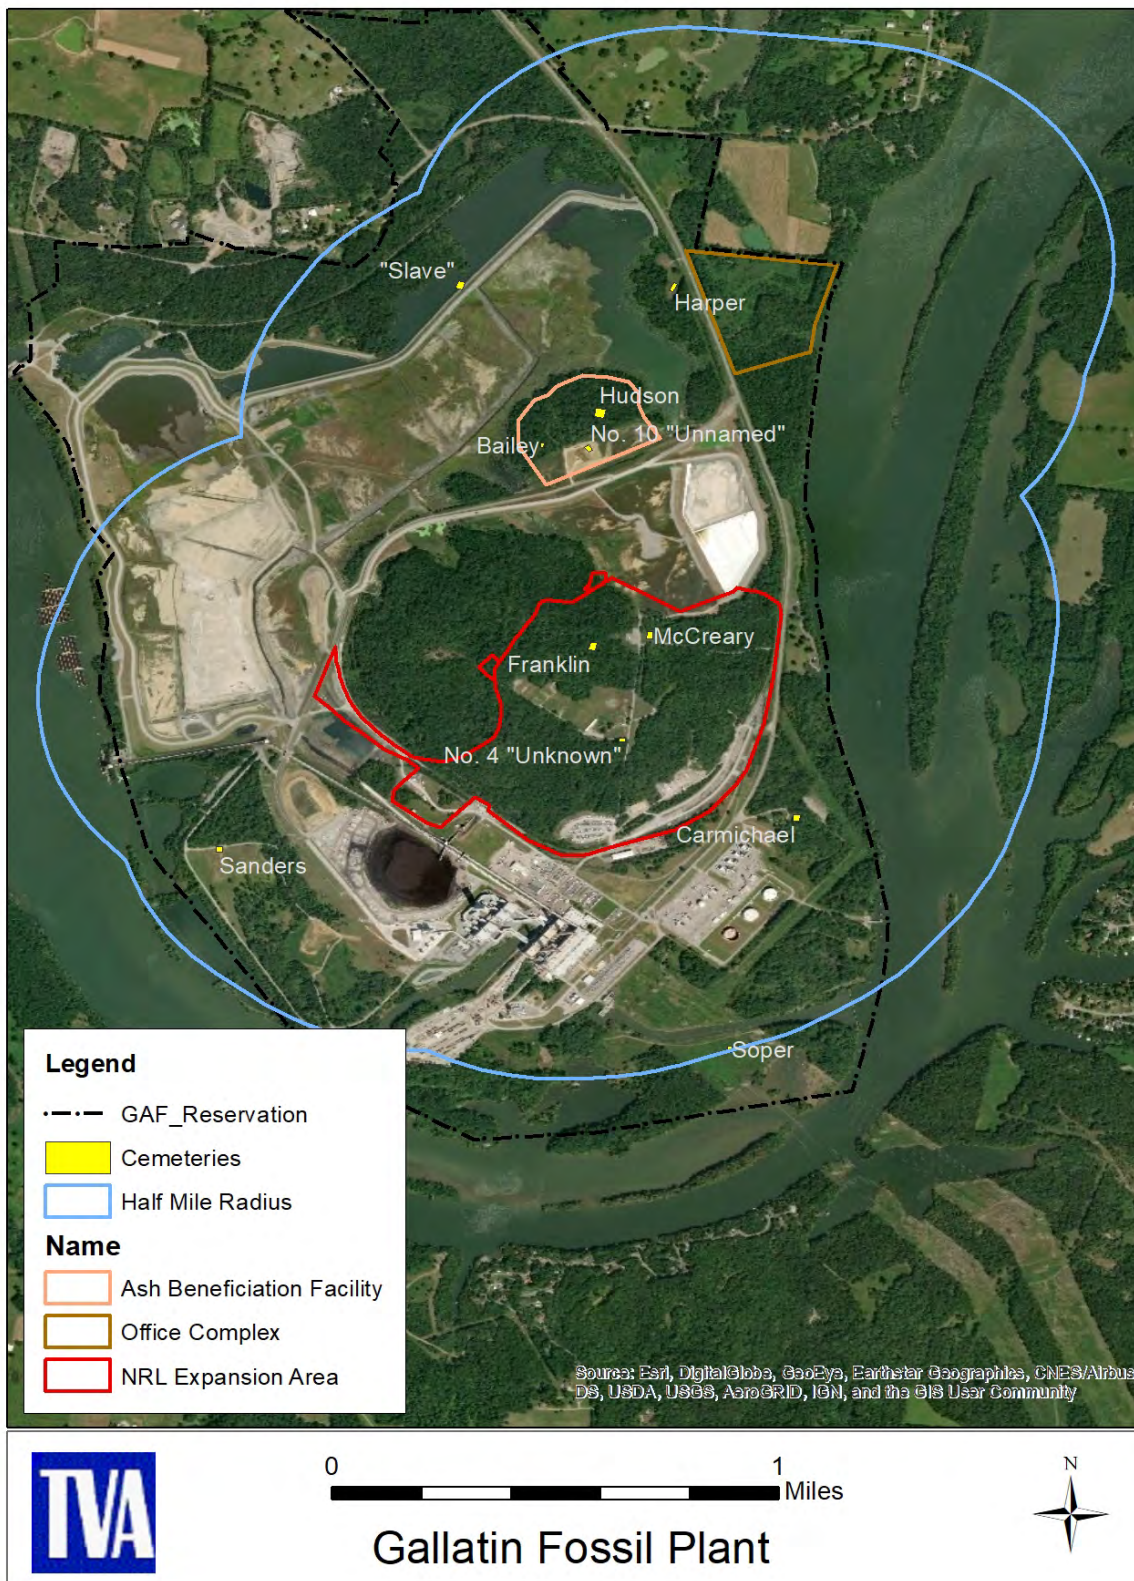 "Slave"
Harper
Hudson
Bailey
No. 10 "Unnamed"
McCreary
Franklin
No. 4 "Unknown"
Carmichael
Sanders
Soper
Legend
GAF_Reservation
Cemeteries
Half Mile Radius
Name
Ash Beneficiation Facility
Office Complex
NRL Expansion Area
Source: Esri, DigitalGlobe, GeoEye, Earthstar Geographics, CNES/Airbus
DS, USDA, USGS, AeroGRID, IGN, and the GIS User Community
TVA
0 1
Miles
N
Gallatin Fossil Plant